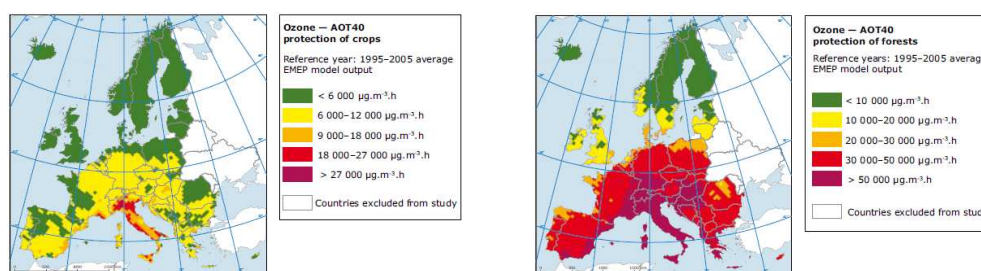 Ozone — AOT40
protection of crops
Reference year: 1995–2005 average
EMEP model output
< 6 000 µg.m-3.h
6 000–12 000 µg.m-3.h
9 000–18 000 µg.m-3.h
18 000–27 000 µg.m-3.h
> 27 000 µg.m-3.h
Countries excluded from study
Ozone — AOT40
protection of forests
Reference years: 1995–2005 averag
EMEP model output
< 10 000 µg.m-3.h
10 000–20 000 µg.m-3.h
20 000–30 000 µg.m-3.h
30 000–50 000 µg.m-3.h
> 50 000 µg.m-3.h
Countries excluded from stud